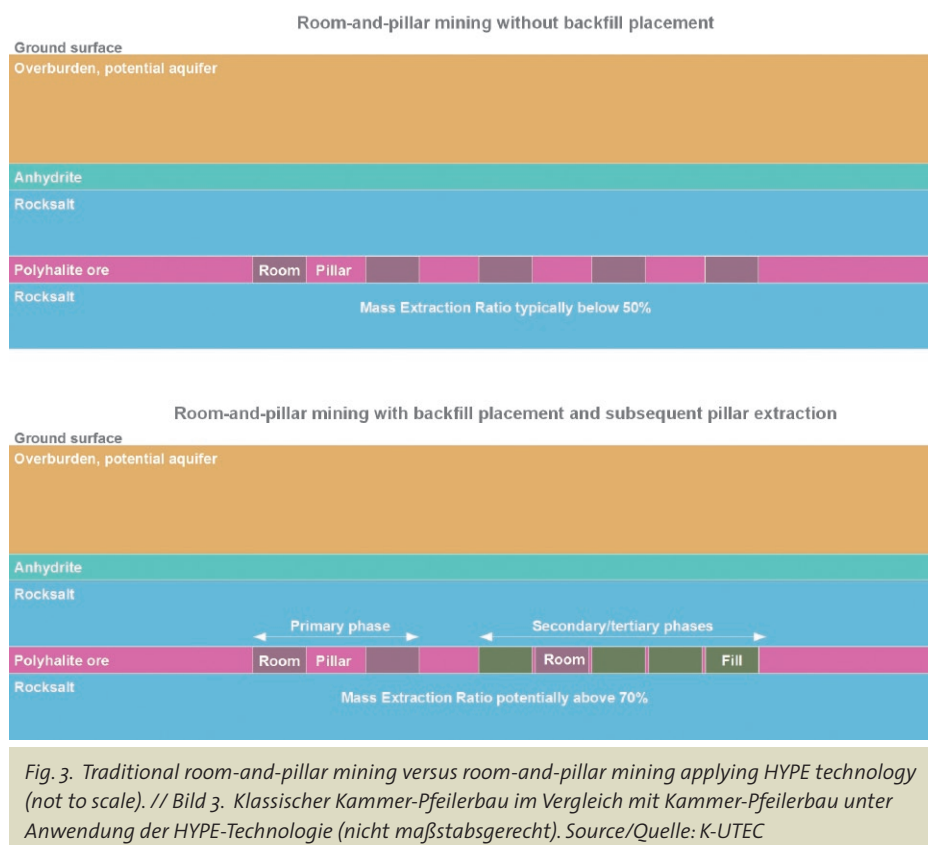 Room-and-pillar mining without backfill placement
Ground surface
Overburden, potential aquifer
Anhydrite
Rocksalt
Polyhalite ore
Room
Pillar
Rocksalt
Mass Extraction Ratio typically below 50%
Room-and-pillar mining with backfill placement and subsequent pillar extraction
Ground surface
Overburden, potential aquifer
Anhydrite
Rocksalt
Primary phase
Secondary/tertiary phases
Polyhalite ore
Room
Pillar
Room
Fill
Rocksalt
Mass Extraction Ratio potentially above 70%
Fig. 3. Traditional room-and-pillar mining versus room-and-pillar mining applying HYPE technology
(not to scale). // Bild 3. Klassischer Kammer-Pfeilerbau im Vergleich mit Kammer-Pfeilerbau unter
Anwendung der HYPE-Technologie (nicht maßstabsgerecht). Source/Quelle: K-UTEC